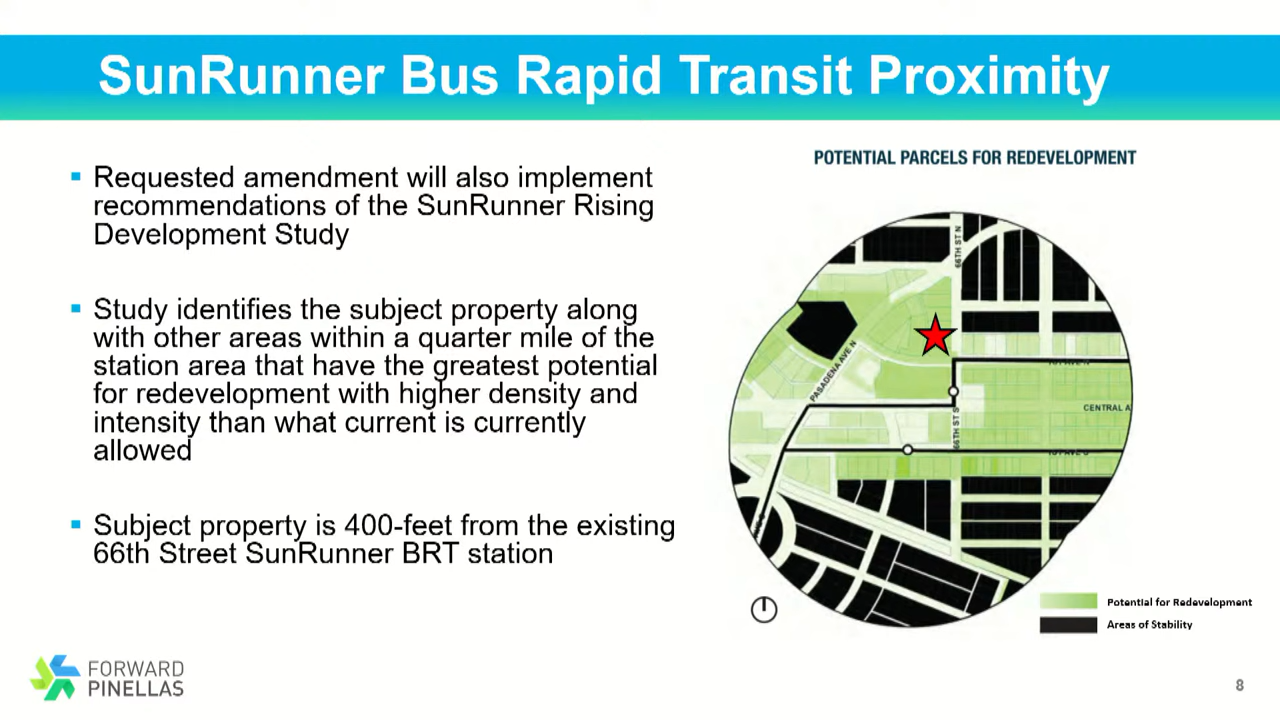 SunRunner Bus Rapid Transit Proximity
Requested amendment will also implement
recommendations of the SunRunner Rising
Development Study
Study identifies the subject property along
with other areas within a quarter mile of the
station area that have the greatest potential
for redevelopment with higher density and
intensity than what current is currently
allowed
Subject property is 400-feet from the existing
66th Street SunRunner BRT station
POTENTIAL PARCELS FOR REDEVELOPMENT
66TH ST N
PASADENA AVE N
CENTRAL A
66TH ST S
Potential for Redevelopment
Areas of Stability
FORWARD
PINELLAS
8